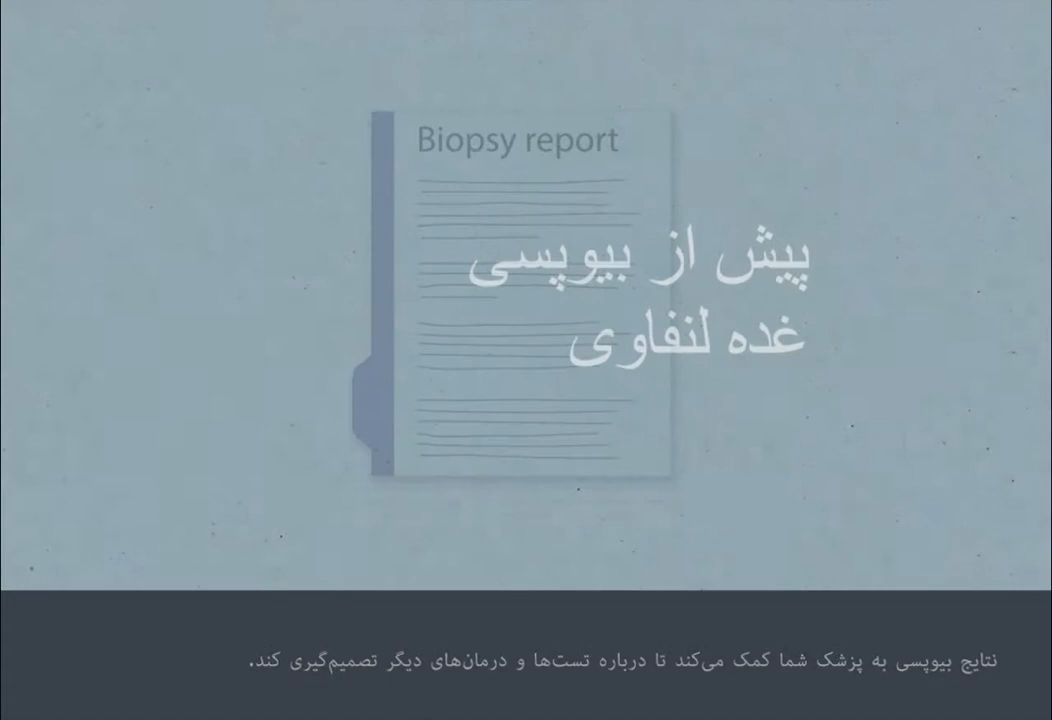 Biopsy report
پیش از بیوپسی
غده لنفاوی
نتایج بیوپسی به پزشک شما کمک می‌کند تا درباره تست‌ها و درمان‌های دیگر تصمیم‌گیری کند.